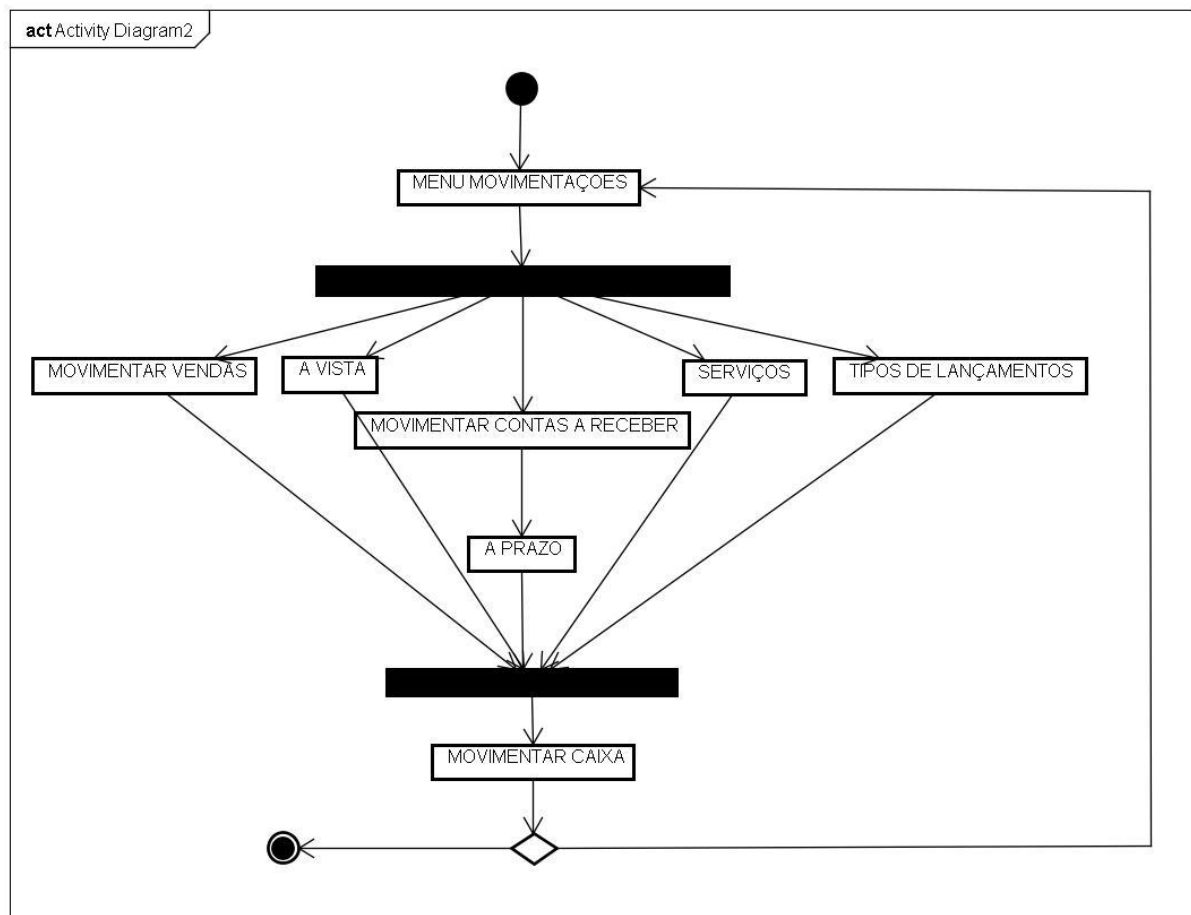 act Activity Diagram2
MENU MOVIMENTAÇOES
MOVIMENTAR VENDAS
A VISTA
SERVIÇOS
TIPOS DE LANÇAMENTOS
MOVIMENTAR CONTAS A RECEBER
A PRAZO
MOVIMENTAR CAIXA